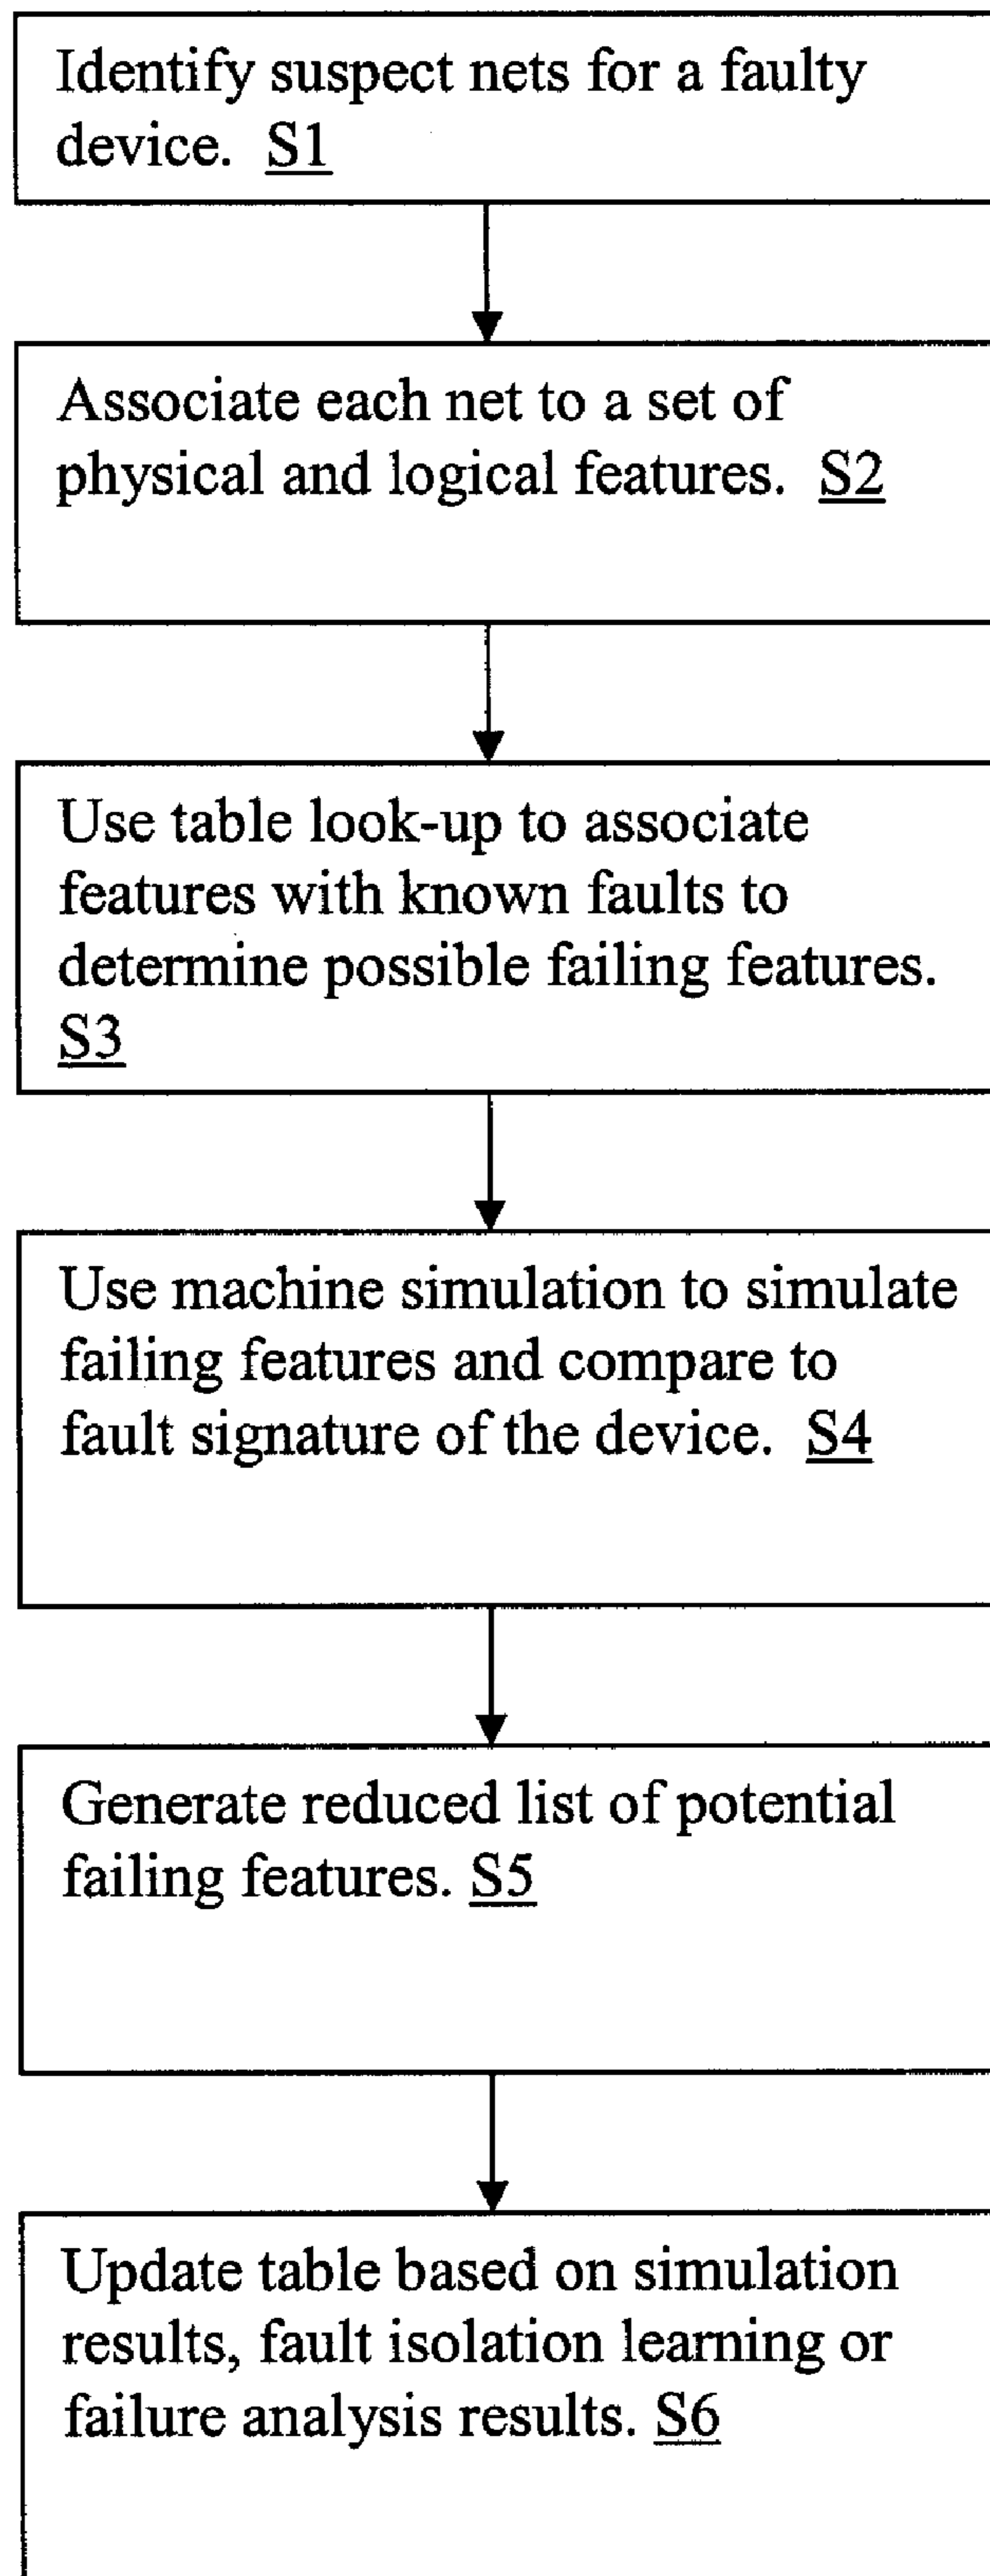 Identify suspect nets for a faulty
device. S1
Associate each net to a set of
physical and logical features. S2
Use table look-up to associate
features with known faults to
determine possible failing features.
S3
Use machine simulation to simulate
failing features and compare to
fault signature of the device. S4
Generate reduced list of potential
failing features. S5
Update table based on simulation
results, fault isolation learning or
failure analysis results. S6